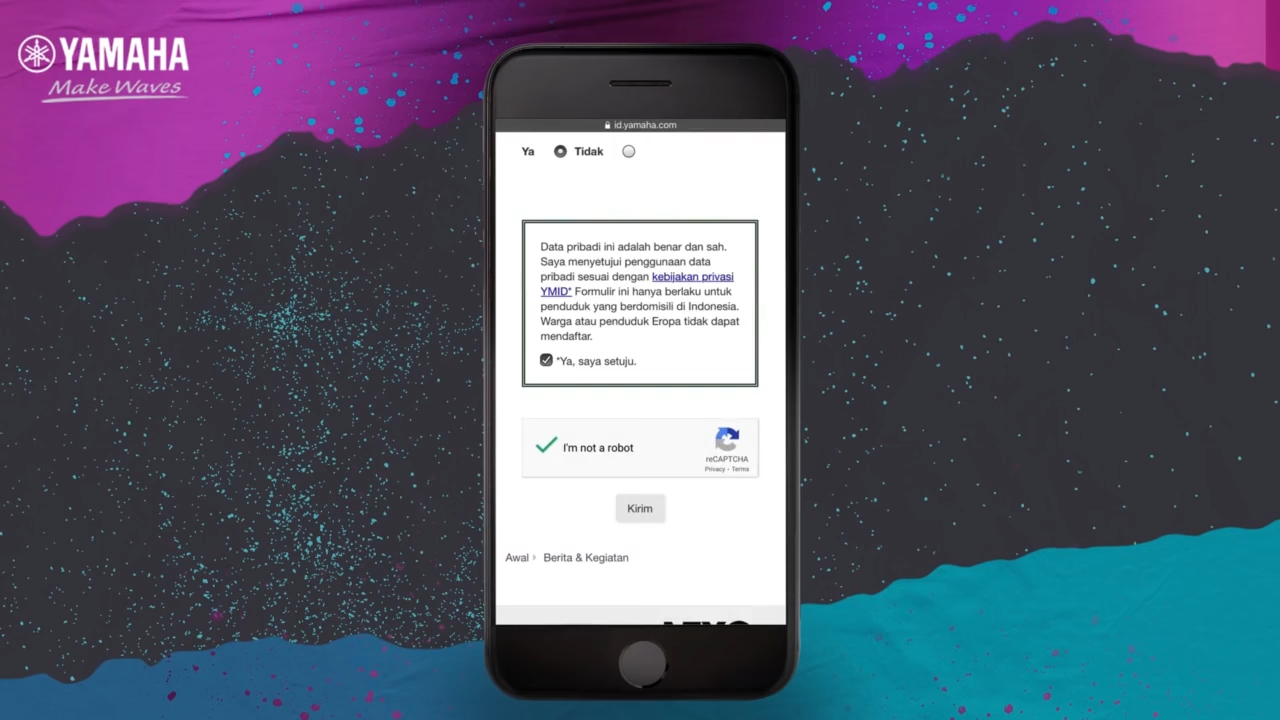 YAMAHA
Make Waves
id.yamaha.com
Ya Tidak
Data pribadi ini adalah benar dan sah.
Saya menyetujui penggunaan data
pribadi sesuai dengan kebijakan privasi
YMID* Formulir ini hanya berlaku untuk
penduduk yang berdomisili di Indonesia.
Warga atau penduduk Eropa tidak dapat
mendaftar.
*Ya, saya setuju.
I'm not a robot
reCAPTCHA
Privacy - Terms
Kirim
Awal › Berita & Kegiatan